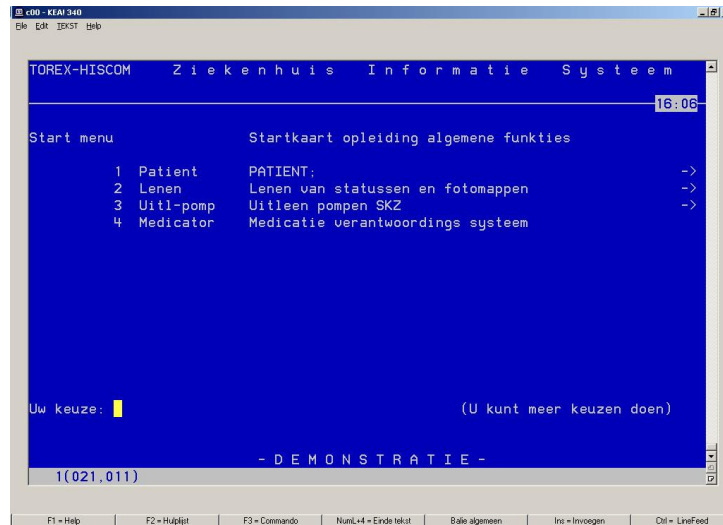 c00 - KEA! 340
File Edit TEKST Help
TOREX-HISCOM Ziekenhuis Informatie Systeem
16:06
Start menu Startkaart opleiding algemene funkties
1 Patient PATIENT; ->
2 Lenen Lenen van statussen en fotomappen ->
3 Uitl-pomp Uitleen pompen SKZ ->
4 Medicator Medicatie verantwoordings systeem
Uw keuze: (U kunt meer keuzen doen)
-DEMONSTRATIE-
1(021,011)
F1 = Help F2 = Hulplijst F3 = Commando NumL+4 = Einde tekst Balie algemeen Ins = Invoegen Ctrl = LineFeed